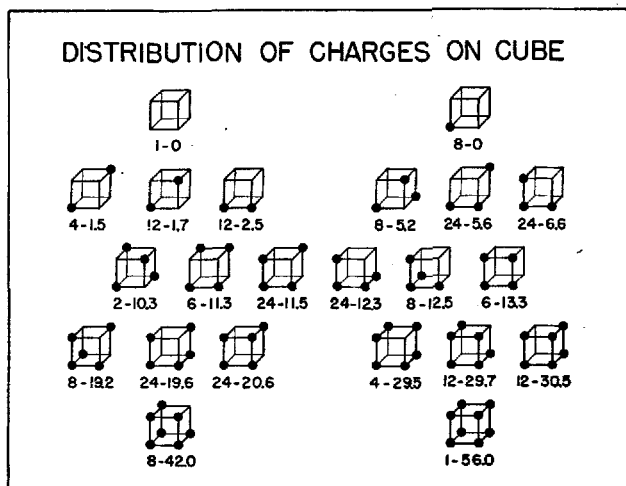 DISTRIBUTION OF CHARGES ON CUBE
1-0 8-0
4-1.5 12-1.7 12-2.5 8-5.2 24-5.6 24-6.6
2-10.3 6-11.3 24-11.5 24-12.3 8-12.5 6-13.3
8-19.2 24-19.6 24-20.6 4-29.5 12-29.7 12-30.5
8-42.0 1-56.0